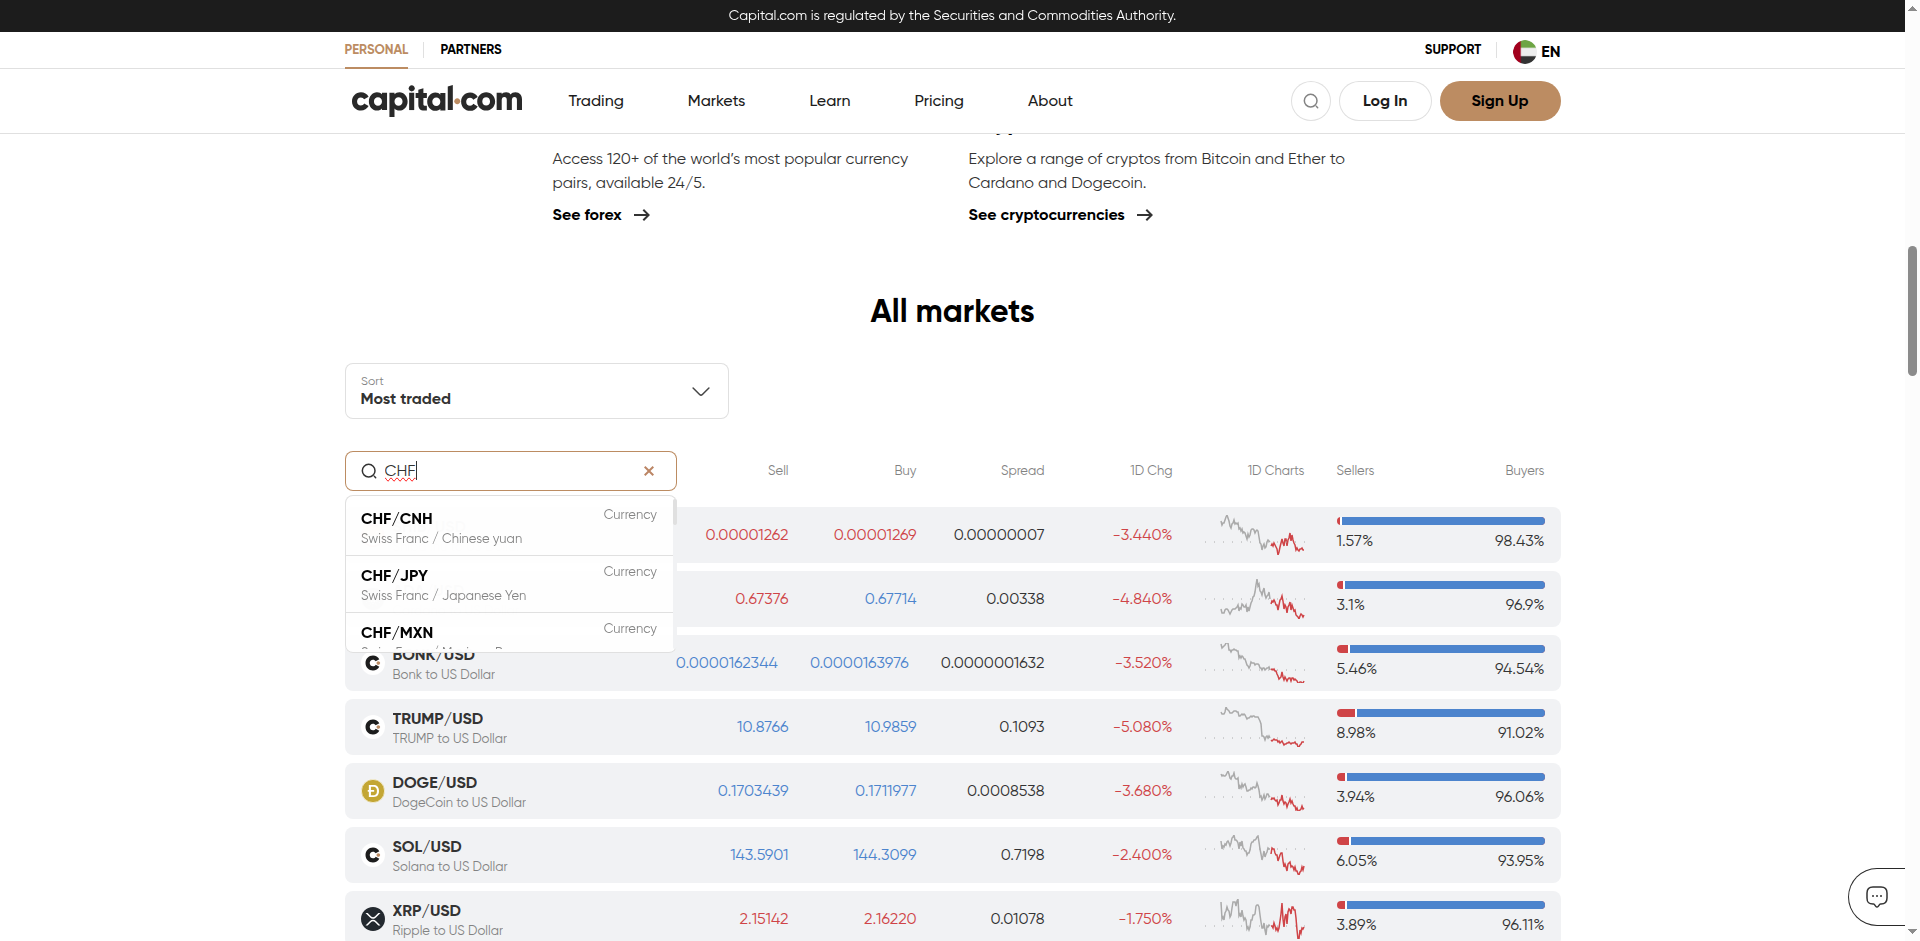 Capital.com is regulated by the Securities and Commodities Authority.
PERSONAL PARTNERS SUPPORT EN
capital.com Trading Markets Learn Pricing About Log In Sign Up
Access 120+ of the world's most popular currency
pairs, available 24/5.
See forex
Explore a range of cryptos from Bitcoin and Ether to
Cardano and Dogecoin.
See cryptocurrencies
All markets
Sort
Most traded
CHF Sell Buy Spread 1D Chg 1D Charts Sellers Buyers
CHF/CNH Currency
Swiss Franc / Chinese yuan
CHF/JPY Currency
Swiss Franc / Japanese Yen
CHF/MXN Currency
0.00001262 0.00001269 0.00000007 -3.440% 1.57% 98.43%
0.67376 0.67714 0.00338 -4.840% 3.1% 96.9%
BONK/USD
Bonk to US Dollar
0.0000162344 0.0000163976 0.0000001632 -3.520% 5.46% 94.54%
TRUMP/USD
TRUMP to US Dollar
10.8766 10.9859 0.1093 -5.080% 8.98% 91.02%
DOGE/USD
DogeCoin to US Dollar
0.1703439 0.1711977 0.0008538 -3.680% 3.94% 96.06%
SOL/USD
Solana to US Dollar
143.5901 144.3099 0.7198 -2.400% 6.05% 93.95%
XRP/USD
Ripple to US Dollar
2.15142 2.16220 0.01078 -1.750% 3.89% 96.11%